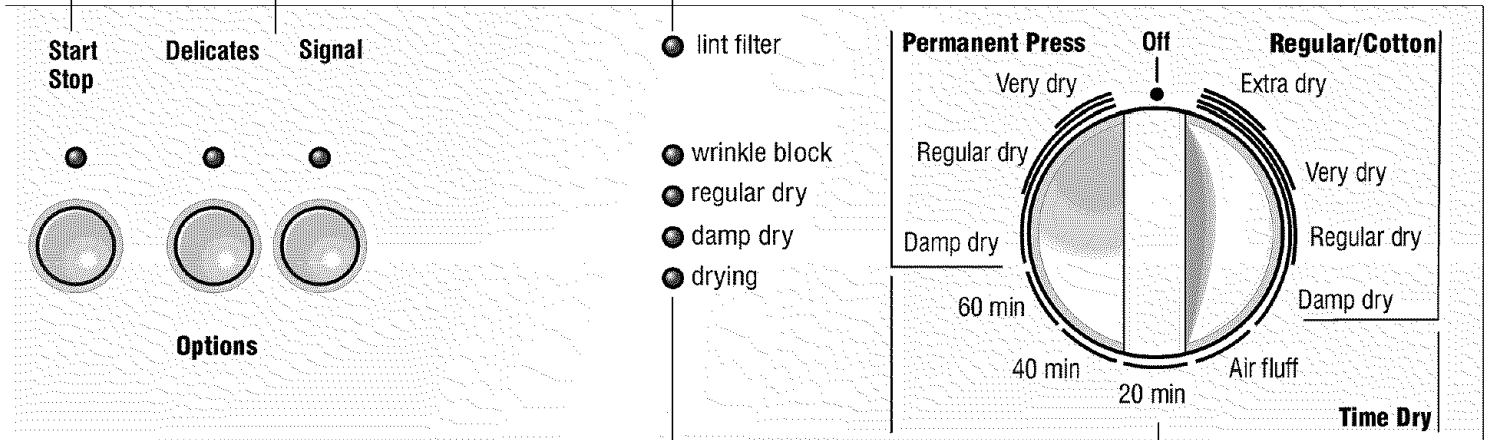 Start
Stop
Delicates
Signal
Options
lint filter
wrinkle block
regular dry
damp dry
drying
Permanent Press
Off
Regular/Cotton
Very dry
Extra dry
Regular dry
Very dry
Damp dry
Regular dry
60 min
Damp dry
40 min
Air fluff
20 min
Time Dry